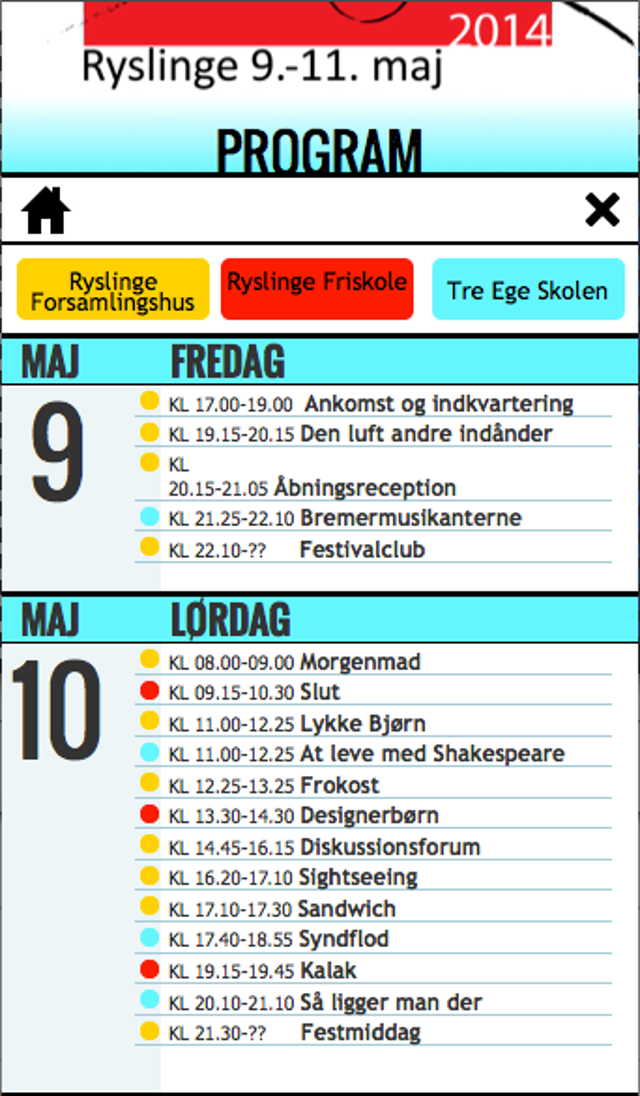 2014
Ryslinge 9.-11. maj
PROGRAM
Ryslinge
Forsamlingshus
Ryslinge Friskole
Tre Ege Skolen
MAJ FREDAG
9
KL 17.00-19.00 Ankomst og indkvartering
KL 19.15-20.15 Den luft andre indånder
KL
20.15-21.05 Åbningsreception
KL 21.25-22.10 Bremermusikanterne
KL 22.10-?? Festivalclub
MAJ LØRDAG
10
KL 08.00-09.00 Morgenmad
KL 09.15-10.30 Slut
KL 11.00-12.25 Lykke Bjørn
KL 11.00-12.25 At leve med Shakespeare
KL 12.25-13.25 Frokost
KL 13.30-14.30 Designerbørn
KL 14.45-16.15 Diskussionsforum
KL 16.20-17.10 Sightseeing
KL 17.10-17.30 Sandwich
KL 17.40-18.55 Syndflod
KL 19.15-19.45 Kalak
KL 20.10-21.10 Så ligger man der
KL 21.30-?? Festmiddag